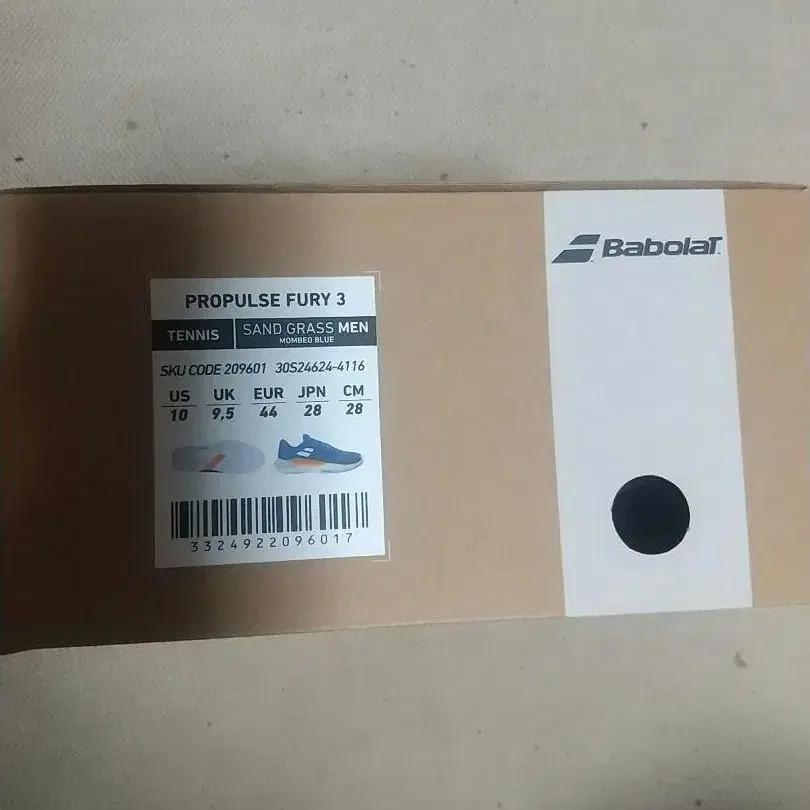 BabolaT
PROPULSE FURY 3
TENNIS
SAND GRASS MEN
MOMBEO BLUE
SKU CODE 209601 30S24624-4116
US UK EUR JPN CM
10 9,5 44 28 28
3324922096017